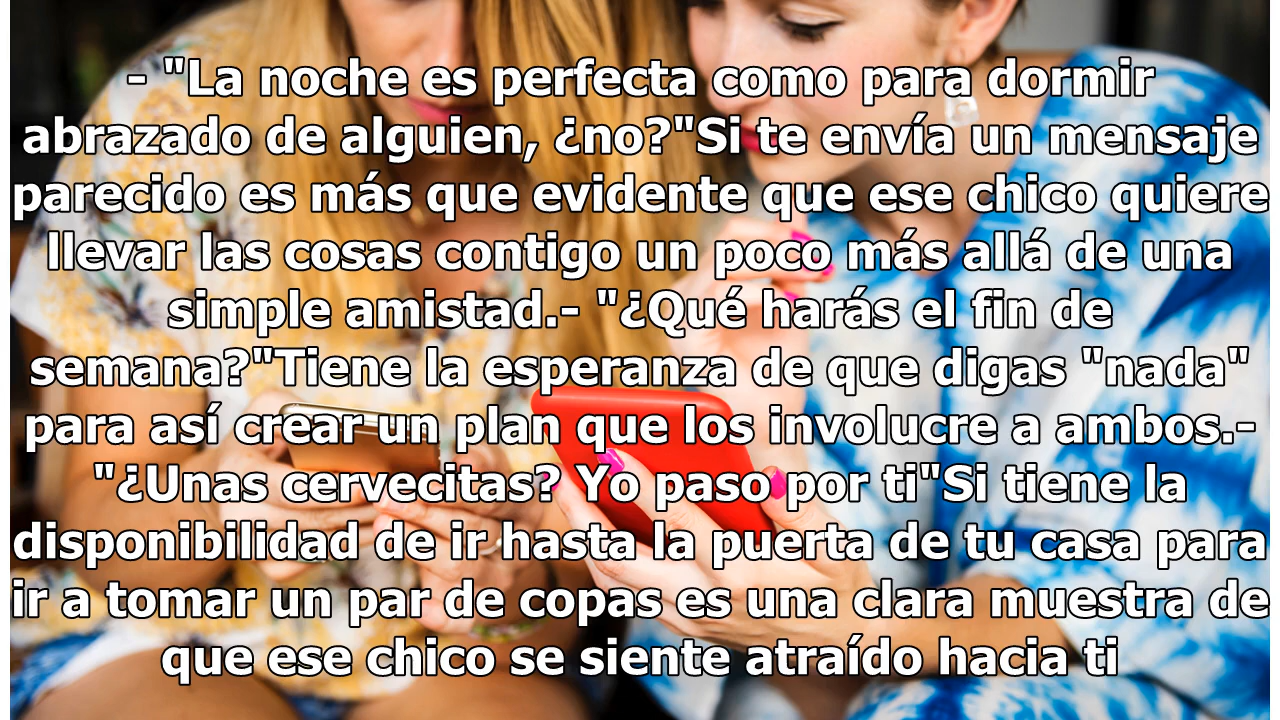 - "La noche es perfecta como para dormir
abrazado de alguien, ¿no?"Si te envía un mensaje
parecido es más que evidente que ese chico quiere
llevar las cosas contigo un poco más allá de una
simple amistad.- "¿Qué harás el fin de
semana?"Tiene la esperanza de que digas "nada"
para así crear un plan que los involucre a ambos.-
"¿Unas cervecitas? Yo paso por ti"Si tiene la
disponibilidad de ir hasta la puerta de tu casa para
ir a tomar un par de copas es una clara muestra de
que ese chico se siente atraído hacia ti